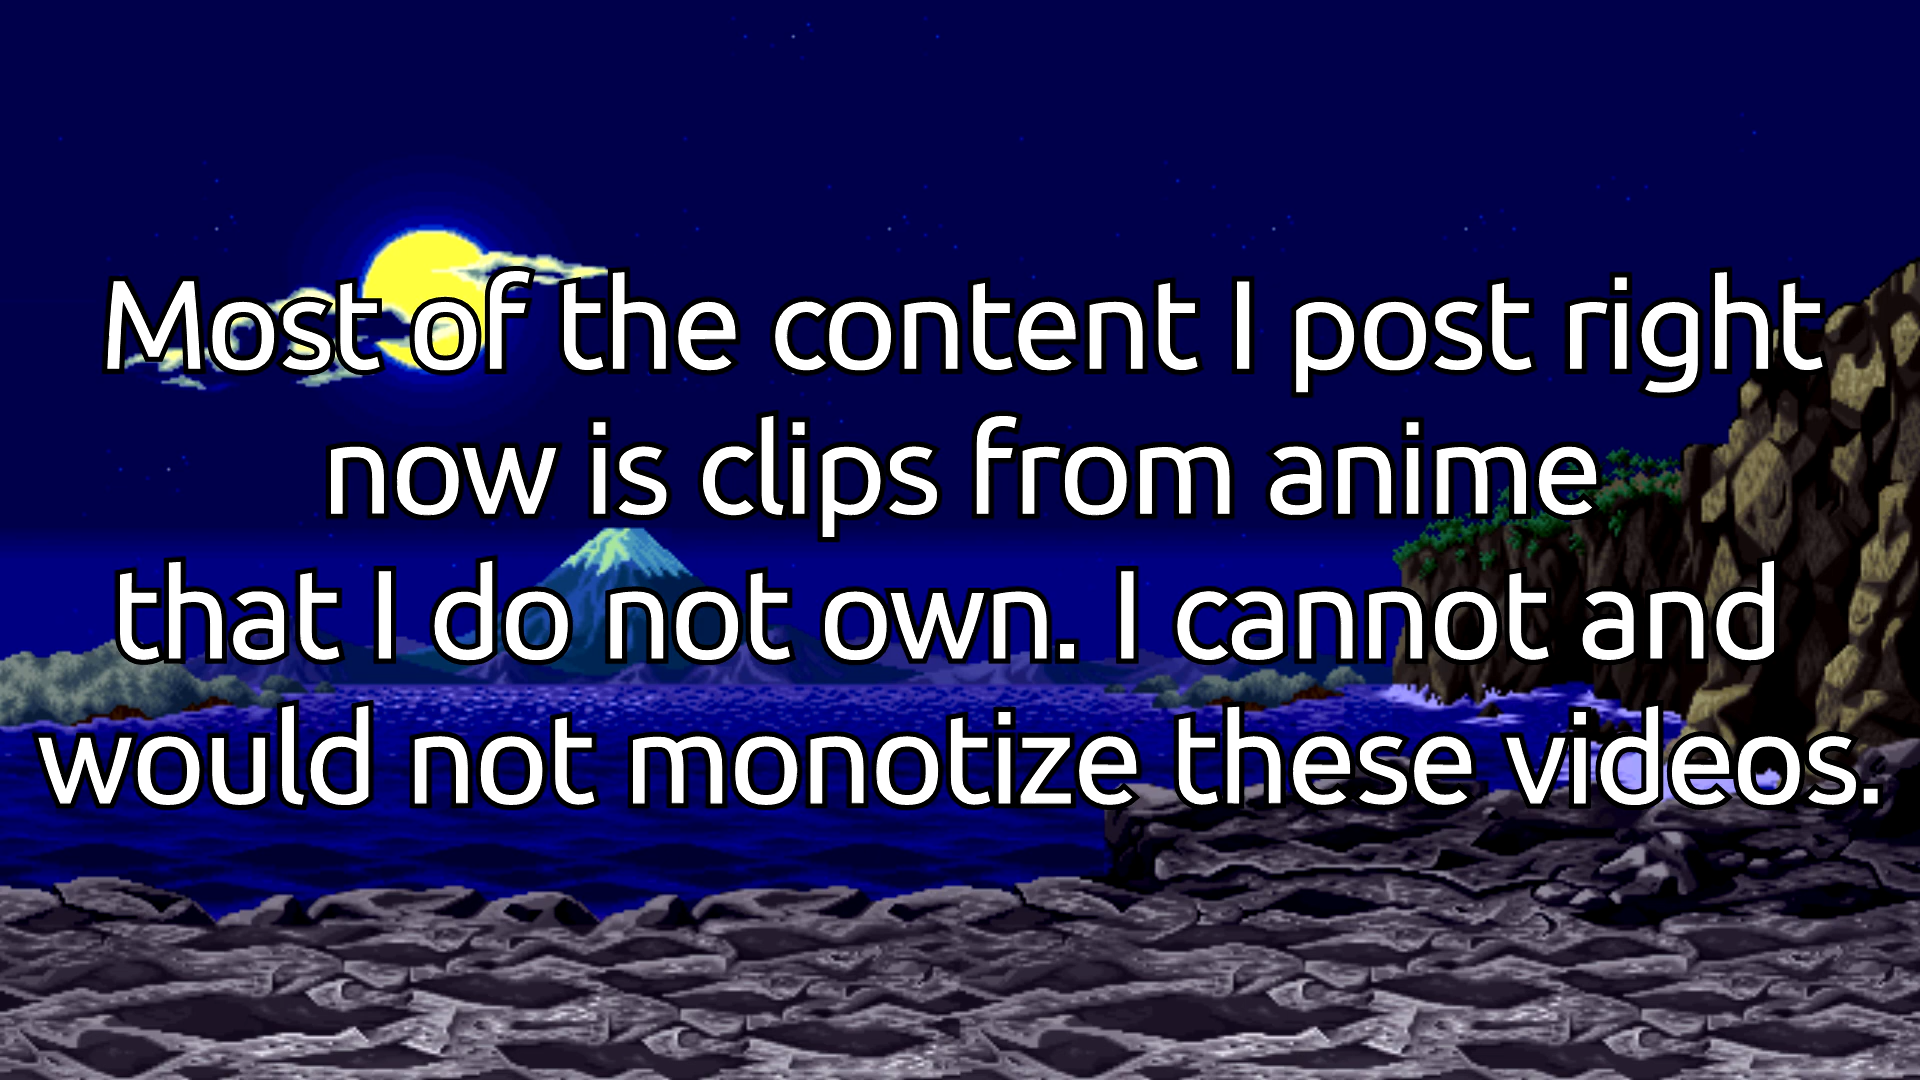 Most of the content I post right
now is clips from anime
that I do not own. I cannot and
would not monotize these videos.